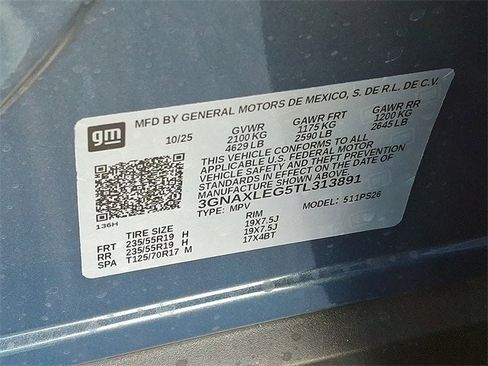 gm
MFD BY GENERAL MOTORS DE MEXICO, S. DE R.L. DE C.V.
10/25 GVWR GAWR FRT GAWR RR
2100 KG 1175 KG 1200 KG
4629 LB 2590 LB 2645 LB
THIS VEHICLE CONFORMS TO ALL
APPLICABLE U.S. FEDERAL MOTOR
VEHICLE SAFETY AND THEFT PREVENTION
STANDARDS IN EFFECT ON THE DATE OF
MANUFACTURE SHOWN ABOVE.
3GNAXLEG5TL313891
TYPE: MPV MODEL: 511PS26
136H
TIRE SIZE RIM
FRT 235/55R19 H 19X7.5J
RR 235/55R19 H 19X7.5J
SPA T125/70R17 M 17X4BT